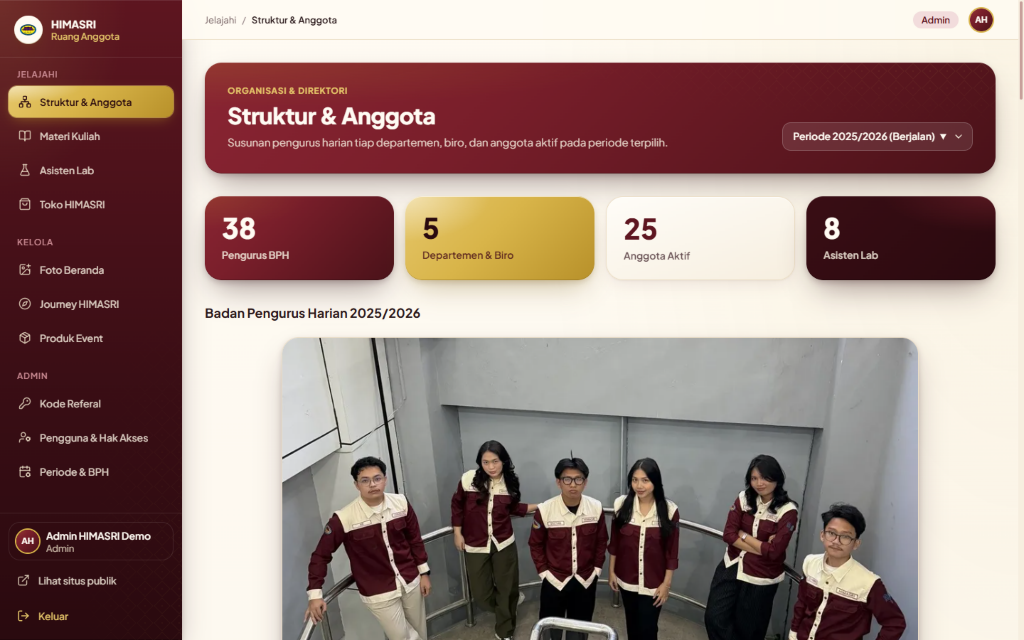 HIMASRI
Ruang Anggota
JELAJAHI
Struktur & Anggota
Materi Kuliah
Asisten Lab
Toko HIMASRI
KELOLA
Foto Beranda
Journey HIMASRI
Produk Event
ADMIN
Kode Referal
Pengguna & Hak Akses
Periode & BPH
AH
Admin HIMASRI Demo
Admin
Lihat situs publik
Keluar
Jelajahi / Struktur & Anggota
Admin
AH
ORGANISASI & DIREKTORI
Struktur & Anggota
Susunan pengurus harian tiap departemen, biro, dan anggota aktif pada periode terpilih.
Periode 2025/2026 (Berjalan) ▼
38
Pengurus BPH
5
Departemen & Biro
25
Anggota Aktif
8
Asisten Lab
Badan Pengurus Harian 2025/2026